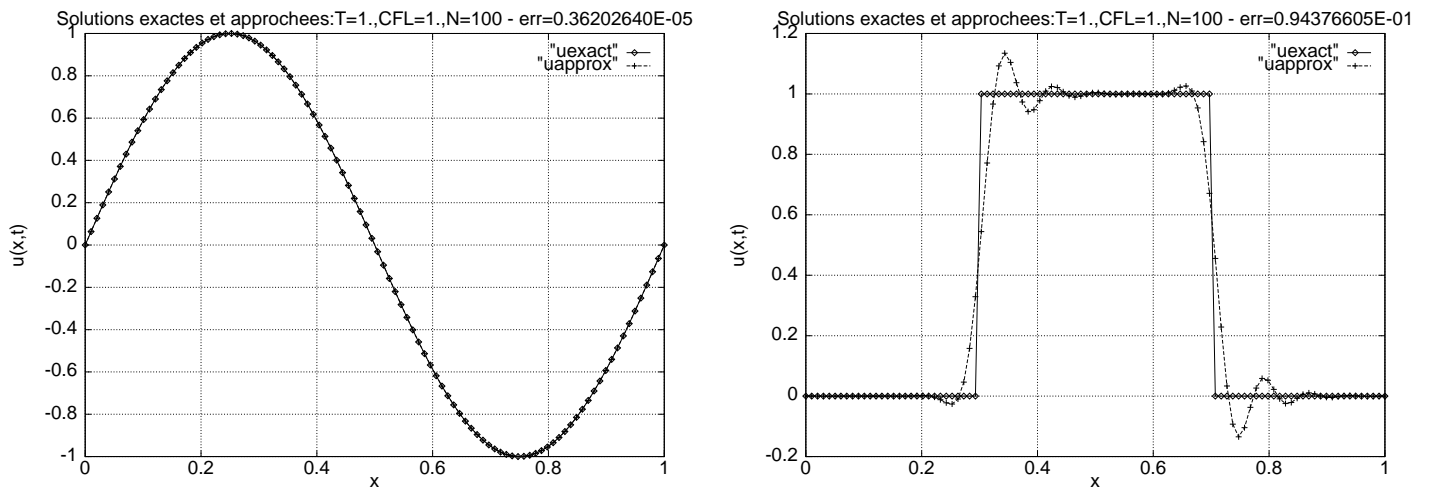 Solutions exactes et approchees:T=1.,CFL=1.,N=100 - err=0.36202640E-05
"uexact"
"uapprox"
1
0.8
0.6
0.4
0.2
0
-0.2
-0.4
-0.6
-0.8
-1
u(x,t)
0 0.2 0.4 0.6 0.8 1
x
Solutions exactes et approchees:T=1.,CFL=1.,N=100 - err=0.94376605E-01
"uexact"
"uapprox"
1.2
1
0.8
0.6
0.4
0.2
0
-0.2
u(x,t)
0 0.2 0.4 0.6 0.8 1
x